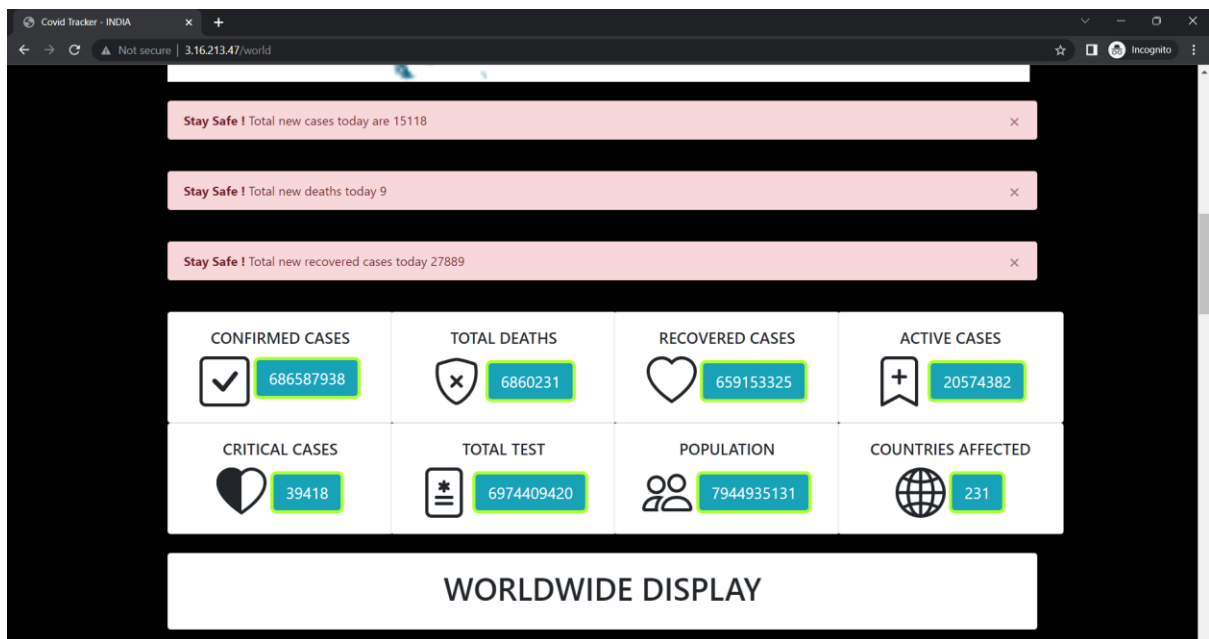 Covid Tracker - INDIA
Not secure | 3.16.213.47/world
Incognito
Stay Safe ! Total new cases today are 15118
Stay Safe ! Total new deaths today 9
Stay Safe ! Total new recovered cases today 27889
CONFIRMED CASES TOTAL DEATHS RECOVERED CASES ACTIVE CASES
686587938 6860231 659153325 20574382
CRITICAL CASES TOTAL TEST POPULATION COUNTRIES AFFECTED
39418 6974409420 7944935131 231
WORLDWIDE DISPLAY